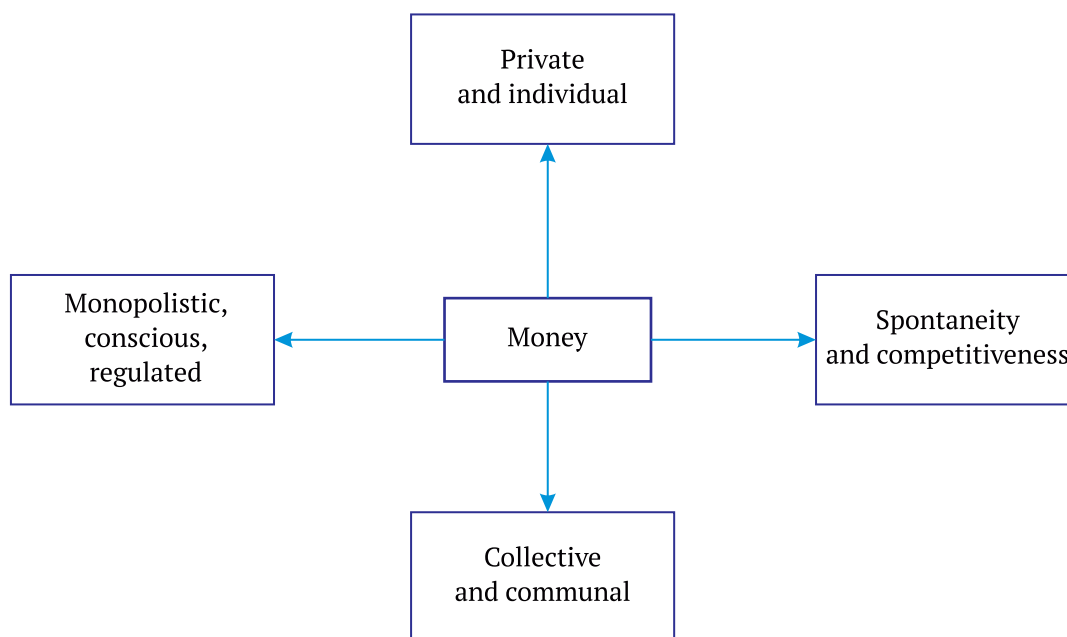 Private
and individual
Monopolistic,
conscious,
regulated
Money
Spontaneity
and competitiveness
Collective
and communal